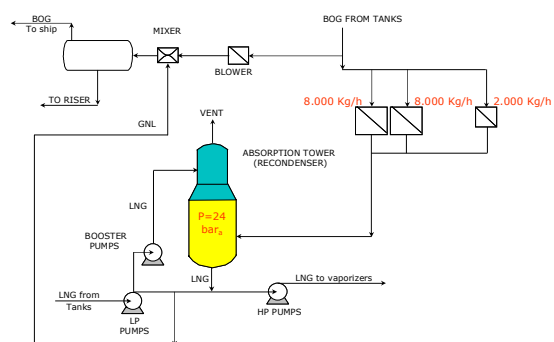 BOG
To ship
MIXER
BOG FROM TANKS
BLOWER
TO RISER
8.000 Kg/h
8.000 Kg/h
2.000 Kg/h
GNL
VENT
ABSORPTION TOWER
(RECONDENSER)
LNG
P=24
bara
BOOSTER
PUMPS
LNG
LNG to vaporizers
LNG from
Tanks
LP
PUMPS
HP PUMPS